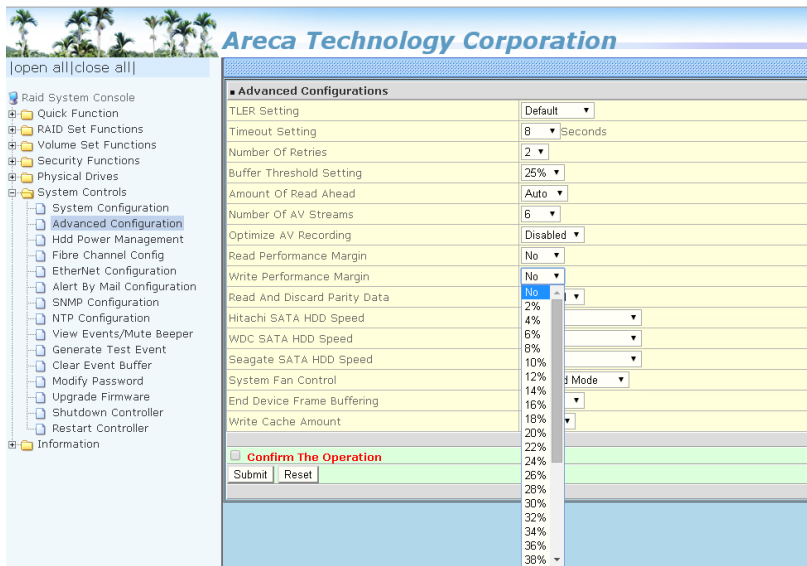 Areca Technology Corporation
|open all|close all|
Raid System Console
Quick Function
RAID Set Functions
Volume Set Functions
Security Functions
Physical Drives
System Controls
System Configuration
Advanced Configuration
Hdd Power Management
Fibre Channel Config
EtherNet Configuration
Alert By Mail Configuration
SNMP Configuration
NTP Configuration
View Events/Mute Beeper
Generate Test Event
Clear Event Buffer
Modify Password
Upgrade Firmware
Shutdown Controller
Restart Controller
Information
Advanced Configurations
TLER Setting Default
Timeout Setting 8 Seconds
Number Of Retries 2
Buffer Threshold Setting 25%
Amount Of Read Ahead Auto
Number Of AV Streams 6
Optimize AV Recording Disabled
Read Performance Margin No
Write Performance Margin No
Read And Discard Parity Data
Hitachi SATA HDD Speed
WDC SATA HDD Speed
Seagate SATA HDD Speed
System Fan Control d Mode
End Device Frame Buffering
Write Cache Amount
No
2%
4%
6%
8%
10%
12%
14%
16%
18%
20%
22%
24%
26%
28%
30%
32%
34%
36%
38%
Confirm The Operation
Submit Reset